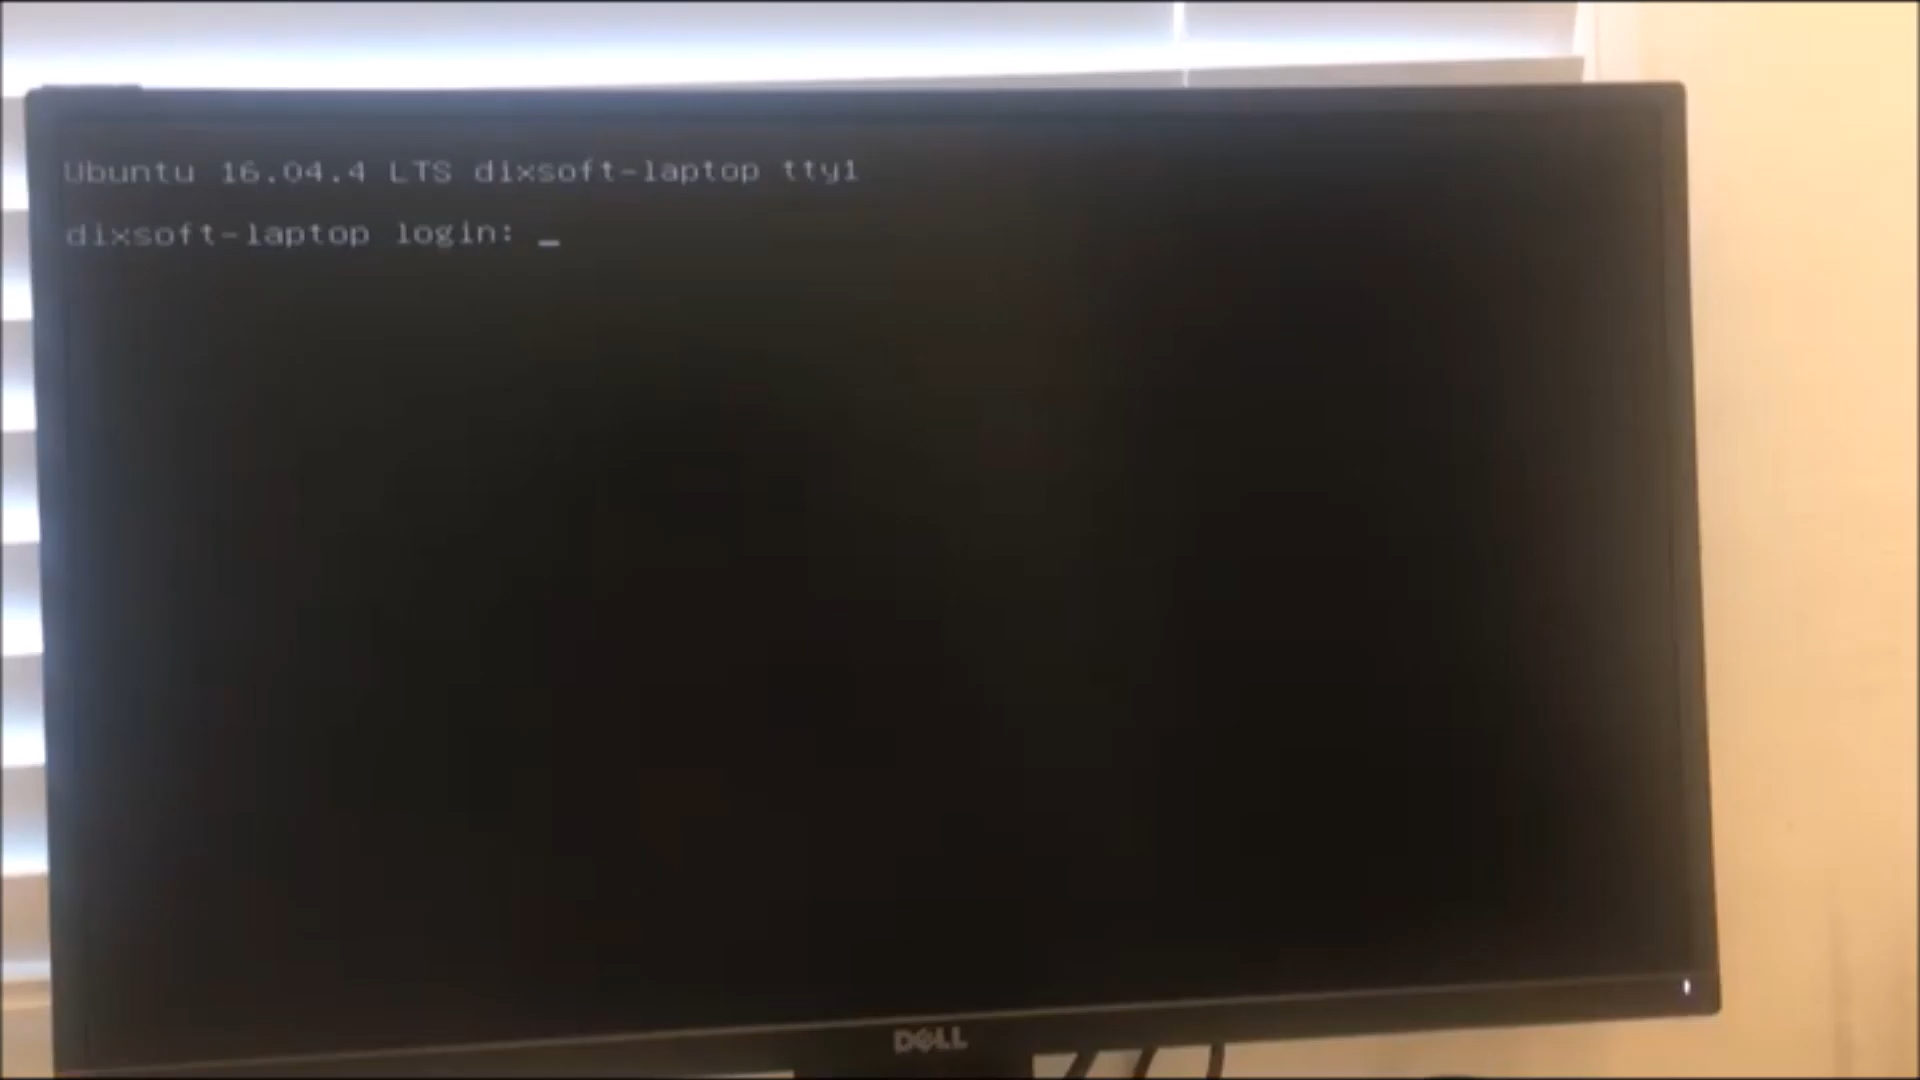 Ubuntu 16.04.4 LTS dixsoft-laptop tty1
dixsoft-laptop login: _
DELL